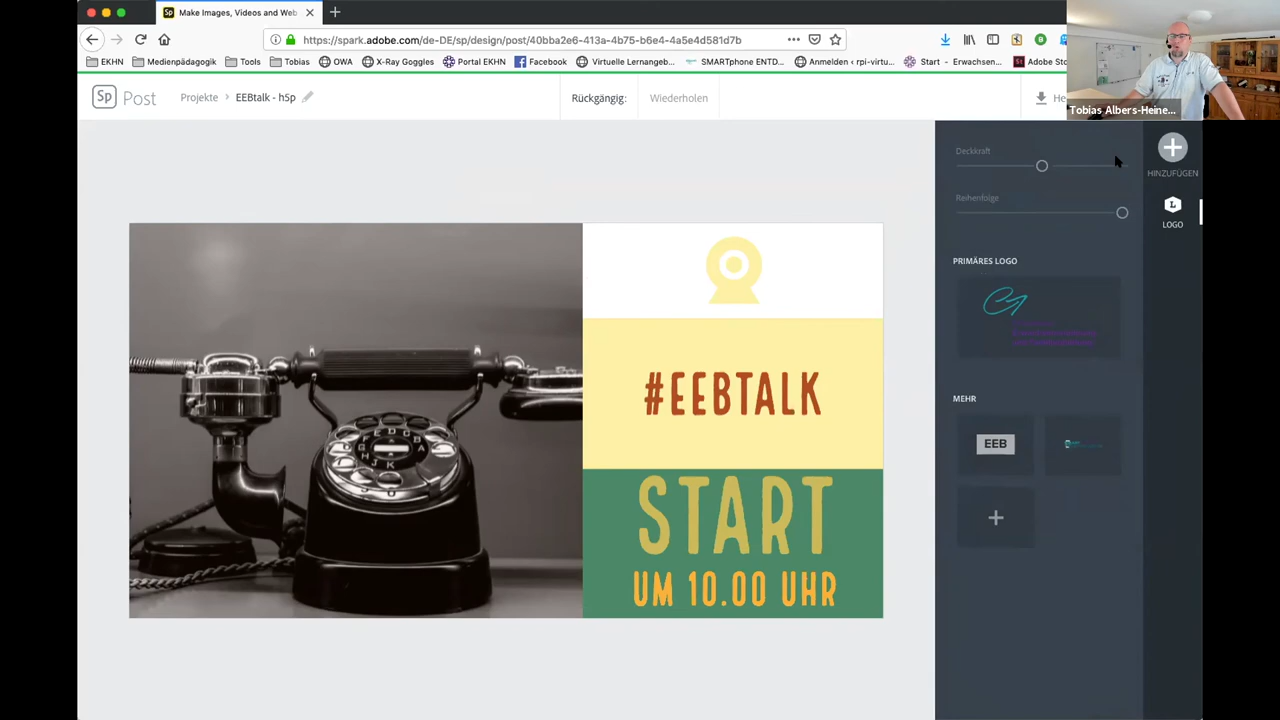 Make Images, Videos and Web
https://spark.adobe.com/de-DE/sp/design/post/40bba2e6-413a-4b75-b6e4-4a5e4d581d7b
EKHN Medienpädagogik Tools Tobias OWA X-Ray Goggles Portal EKHN Facebook Virtuelle Lernangeb… SMARTphone ENTD… Anmelden ‹ rpi-virtu… Start - Erwachsen… Adobe Sto
Tobias Albers-Heine...
Sp Post Projekte › EEBtalk - hSp Rückgängig: Wiederholen He
Deckkraft
HINZUFÜGEN
Reihenfolge
LOGO
PRIMÄRES LOGO
#EEBTALK
MEHR
EEB
START
UM 10.00 UHR